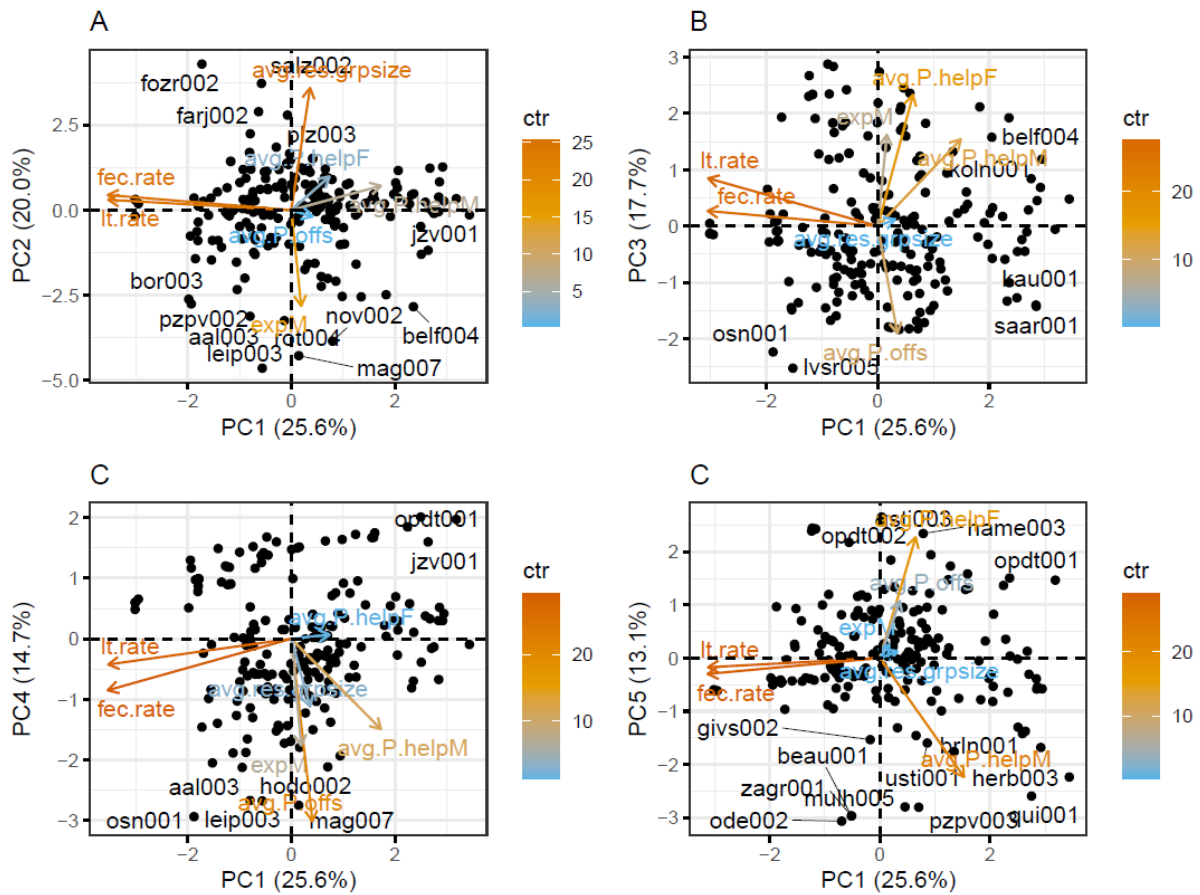 A
B
salz002
fozr002
avg.res.grpsize
farj002
plz003
avg.P.helpF
fec.rate
avg.P.helpM
lt.rate
avg.P.offs
jzv001
bor003
pzpv002
nov002
expM
rot004
aal003
belf004
leip003
mag007
2.5
0.0
−2.5
−5.0
−2
0
2
PC1 (25.6%)
PC2 (20.0%)
ctr
25
20
15
10
5
avg.P.helpF
expM
belf004
lt.rate
avg.P.helpM
koln001
fec.rate
avg.res.grpsize
kau001
osn001
saar001
avg.P.offs
lvsr005
3
2
1
0
−1
−2
−2
0
2
PC1 (25.6%)
PC3 (17.7%)
ctr
20
10
C
C
opdt001
jzv001
avg.P.helpF
lt.rate
avg.res.grpsize
fec.rate
avg.P.helpM
expM
aal003
hodo002
avg.P.offs
osn001
leip003
mag007
2
1
0
−1
−2
−3
−2
0
2
PC1 (25.6%)
PC4 (14.7%)
ctr
20
10
usti003
avg.P.helpF
opdt002
name003
opdt001
avg.P.offs
expM
lt.rate
avg.res.grpsize
fec.rate
givs002
brln001
beau001
avg.P.helpM
zagr001
usti001
herb003
mulh005
ode002
pzpv003
qui001
2
1
0
−1
−2
−3
−2
0
2
PC1 (25.6%)
PC5 (13.1%)
ctr
20
10